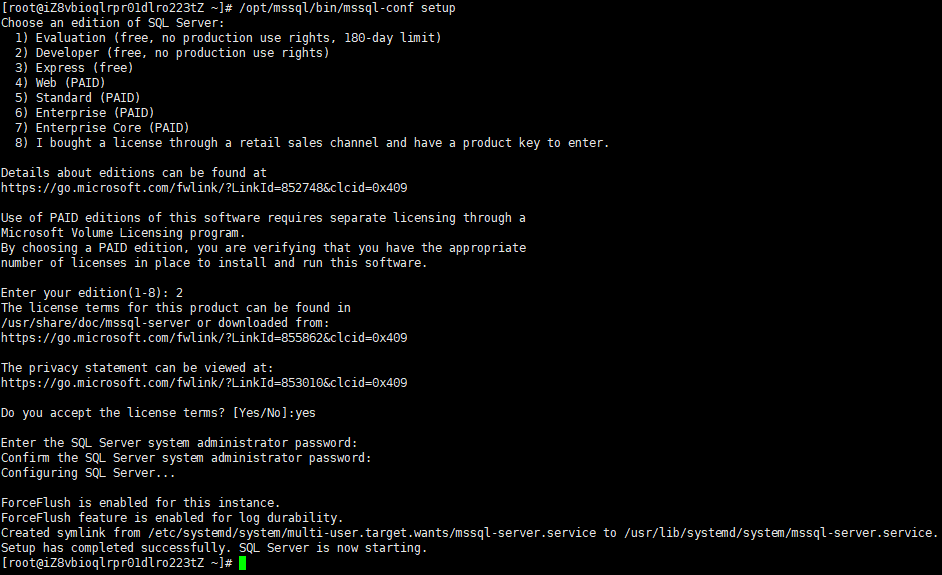 [root@iZ8vbioqlrpr01dlro223tZ ~]# /opt/mssql/bin/mssql-conf setup
Choose an edition of SQL Server:
  1) Evaluation (free, no production use rights, 180-day limit)
  2) Developer (free, no production use rights)
  3) Express (free)
  4) Web (PAID)
  5) Standard (PAID)
  6) Enterprise (PAID)
  7) Enterprise Core (PAID)
  8) I bought a license through a retail sales channel and have a product key to enter.

Details about editions can be found at
https://go.microsoft.com/fwlink/?LinkId=852748&clcid=0x409

Use of PAID editions of this software requires separate licensing through a
Microsoft Volume Licensing program.
By choosing a PAID edition, you are verifying that you have the appropriate
number of licenses in place to install and run this software.

Enter your edition(1-8): 2
The license terms for this product can be found in
/usr/share/doc/mssql-server or downloaded from:
https://go.microsoft.com/fwlink/?LinkId=855862&clcid=0x409

The privacy statement can be viewed at:
https://go.microsoft.com/fwlink/?LinkId=853010&clcid=0x409

Do you accept the license terms? [Yes/No]:yes

Enter the SQL Server system administrator password:
Confirm the SQL Server system administrator password:
Configuring SQL Server...

ForceFlush is enabled for this instance.
ForceFlush feature is enabled for log durability.
Created symlink from /etc/systemd/system/multi-user.target.wants/mssql-server.service to /usr/lib/systemd/system/mssql-server.service.
Setup has completed successfully. SQL Server is now starting.
[root@iZ8vbioqlrpr01dlro223tZ ~]#